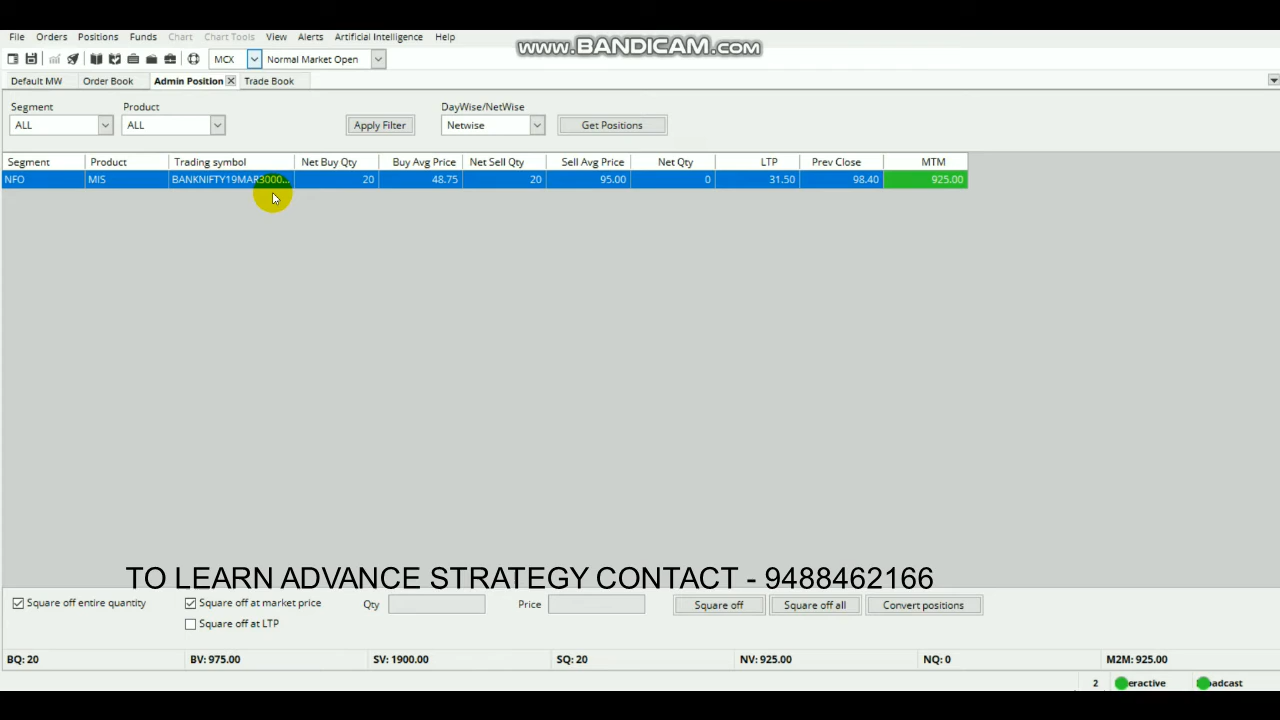 File Orders Positions Funds Chart Chart Tools View Alerts Artificial Intelligence Help
www.BANDICAM.com
MCX Normal Market Open
Default MW Order Book Admin Position Trade Book
Segment Product DayWise/NetWise
ALL ALL Apply Filter Netwise Get Positions
Segment Product Trading symbol Net Buy Qty Buy Avg Price Net Sell Qty Sell Avg Price Net Qty LTP Prev Close MTM
NFO MIS BANKNIFTY19MAR3000... 20 48.75 20 95.00 0 31.50 98.40 925.00
TO LEARN ADVANCE STRATEGY CONTACT - 9488462166
Square off entire quantity Square off at market price Qty Price Square off Square off all Convert positions
Square off at LTP
BQ: 20 BV: 975.00 SV: 1900.00 SQ: 20 NV: 925.00 NQ: 0 M2M: 925.00
2 eractive adcast